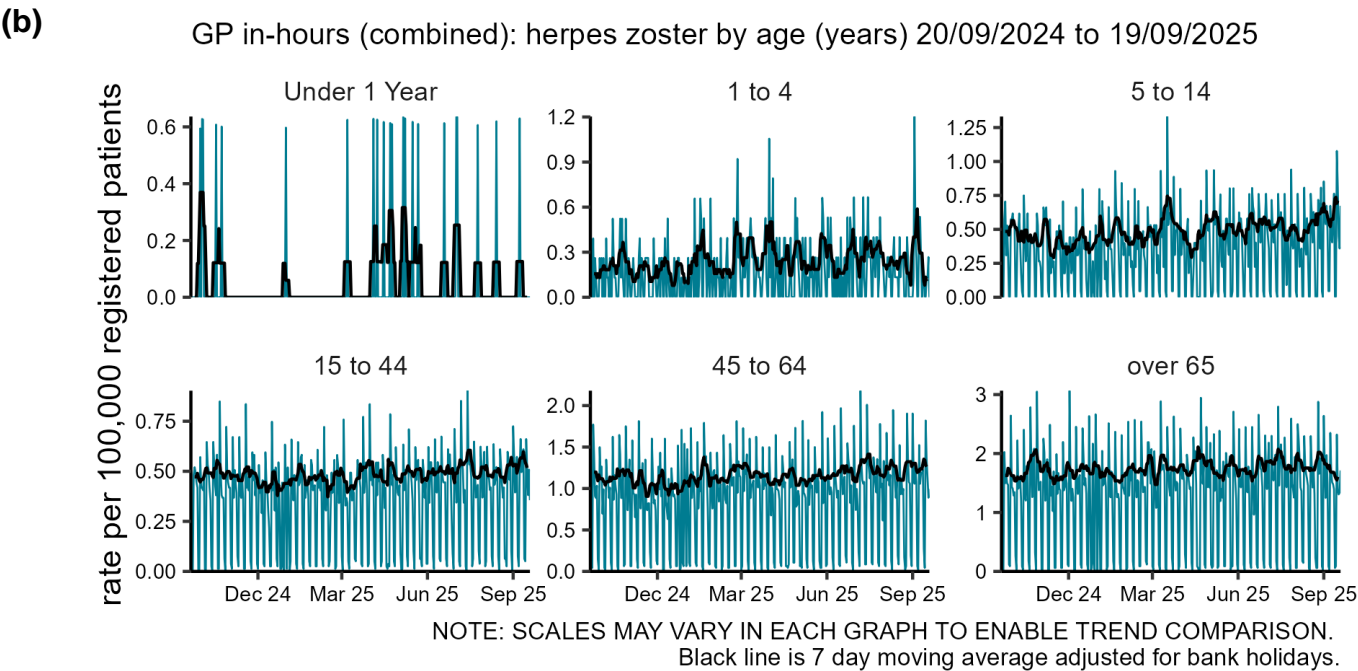 (b)
GP in-hours (combined): herpes zoster by age (years) 20/09/2024 to 19/09/2025
rate per 100,000 registered patients
Under 1 Year
0.6
0.4
0.2
0.0
1 to 4
1.2
0.9
0.6
0.3
0.0
5 to 14
1.25
1.00
0.75
0.50
0.25
0.00
15 to 44
0.75
0.50
0.25
0.00
Dec 24 Mar 25 Jun 25 Sep 25
45 to 64
2.0
1.5
1.0
0.5
0.0
Dec 24 Mar 25 Jun 25 Sep 25
over 65
3
2
1
0
Dec 24 Mar 25 Jun 25 Sep 25
NOTE: SCALES MAY VARY IN EACH GRAPH TO ENABLE TREND COMPARISON.
Black line is 7 day moving average adjusted for bank holidays.